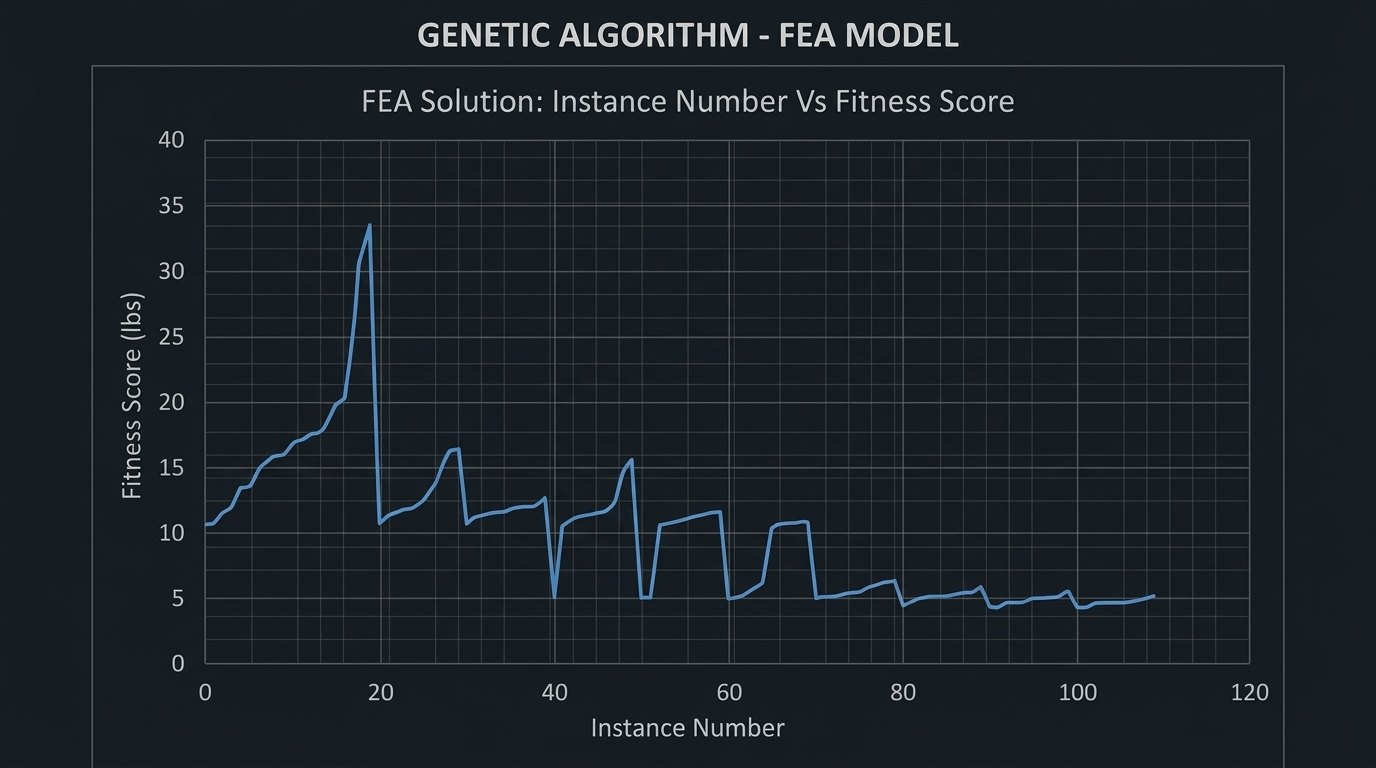 GENETIC ALGORITHM - FEA MODEL
FEA Solution: Instance Number Vs Fitness Score
40
35
30
25
20
15
10
5
0
Fitness Score (lbs)
0 20 40 60 80 100 120
Instance Number